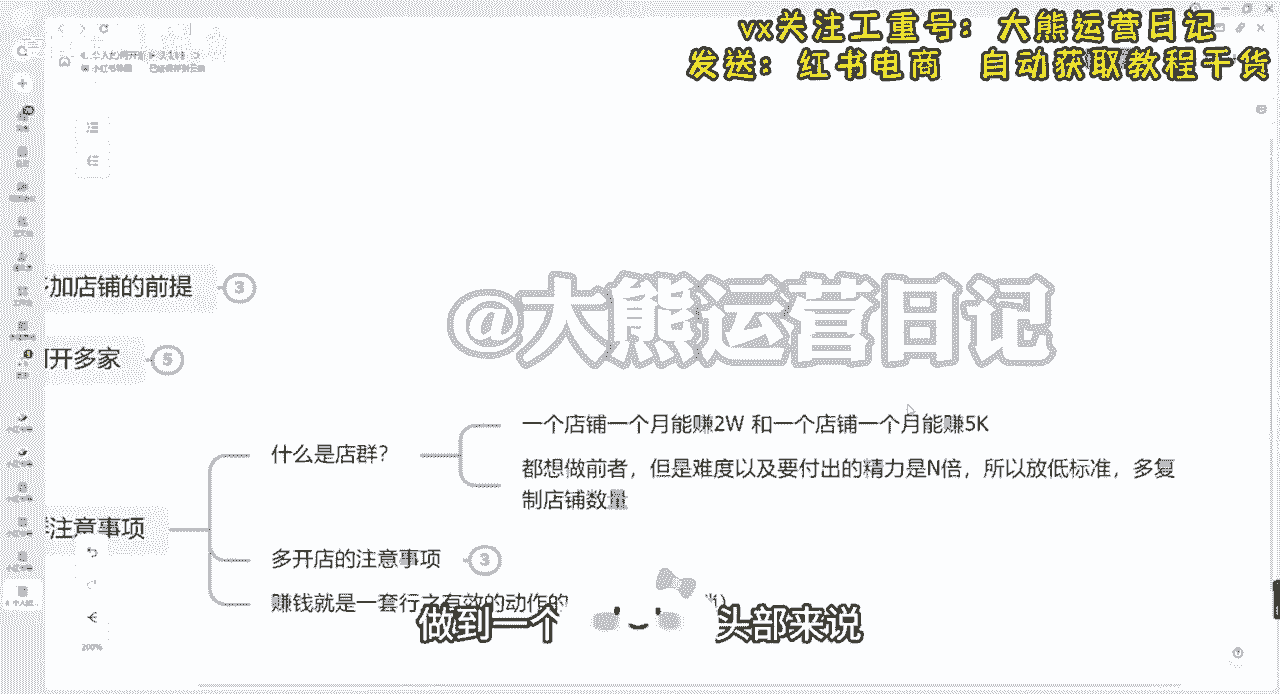 vx关注工重号：大熊运营日记
发送：红书电商 自动获取教程干货
加店铺的前提 3
@大熊运营日记
开多家 5
一个店铺一个月能赚2W 和一个店铺一个月能赚5K
什么是店群？
都想做前者，但是难度以及要付出的精力是N倍，所以放低标准，多复
制店铺数量
注意事项
多开店的注意事项 3
赚钱就是一套行之有效的动作的
做到一个 头部来说
200%